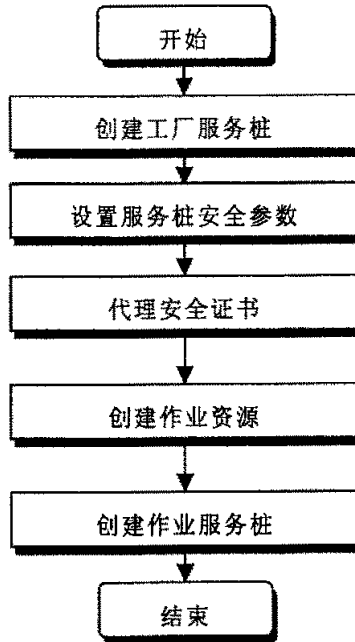 开始
创建工厂服务桩
设置服务桩安全参数
代理安全证书
创建作业资源
创建作业服务桩
结束